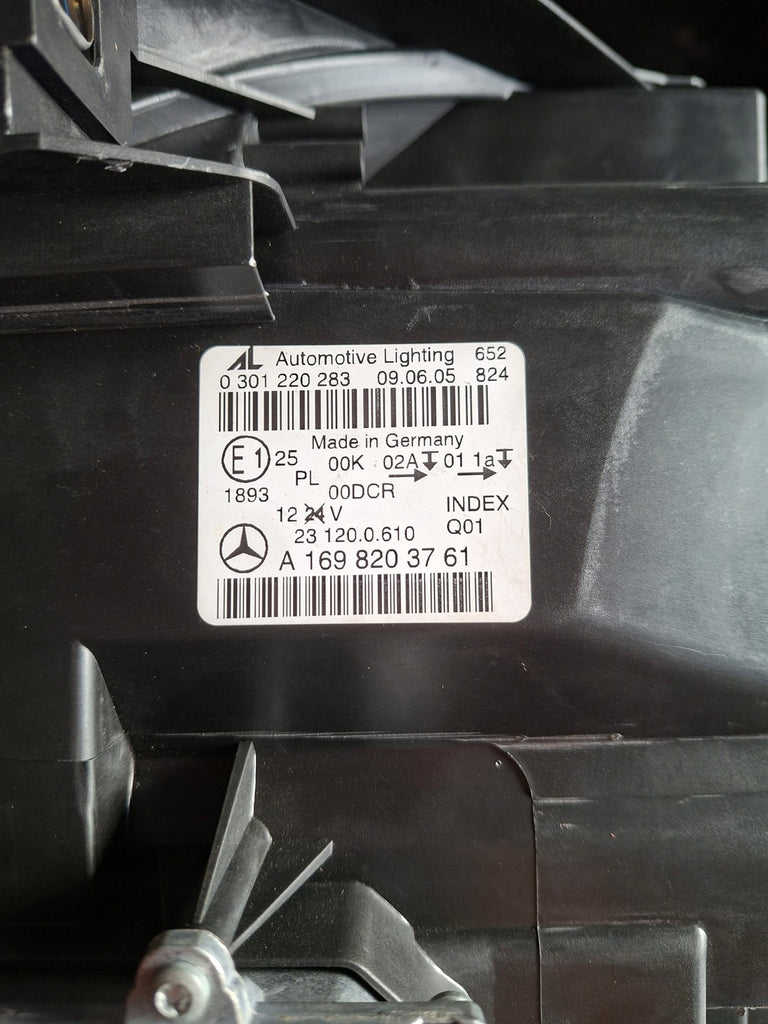 AL Automotive Lighting 652
0 301 220 283 09.06.05 824
Made in Germany
E1 25 PL 00K 02A 01 1a
1893 00DCR
12 24 V INDEX
23 120.0.610 Q01
A 169 820 37 61